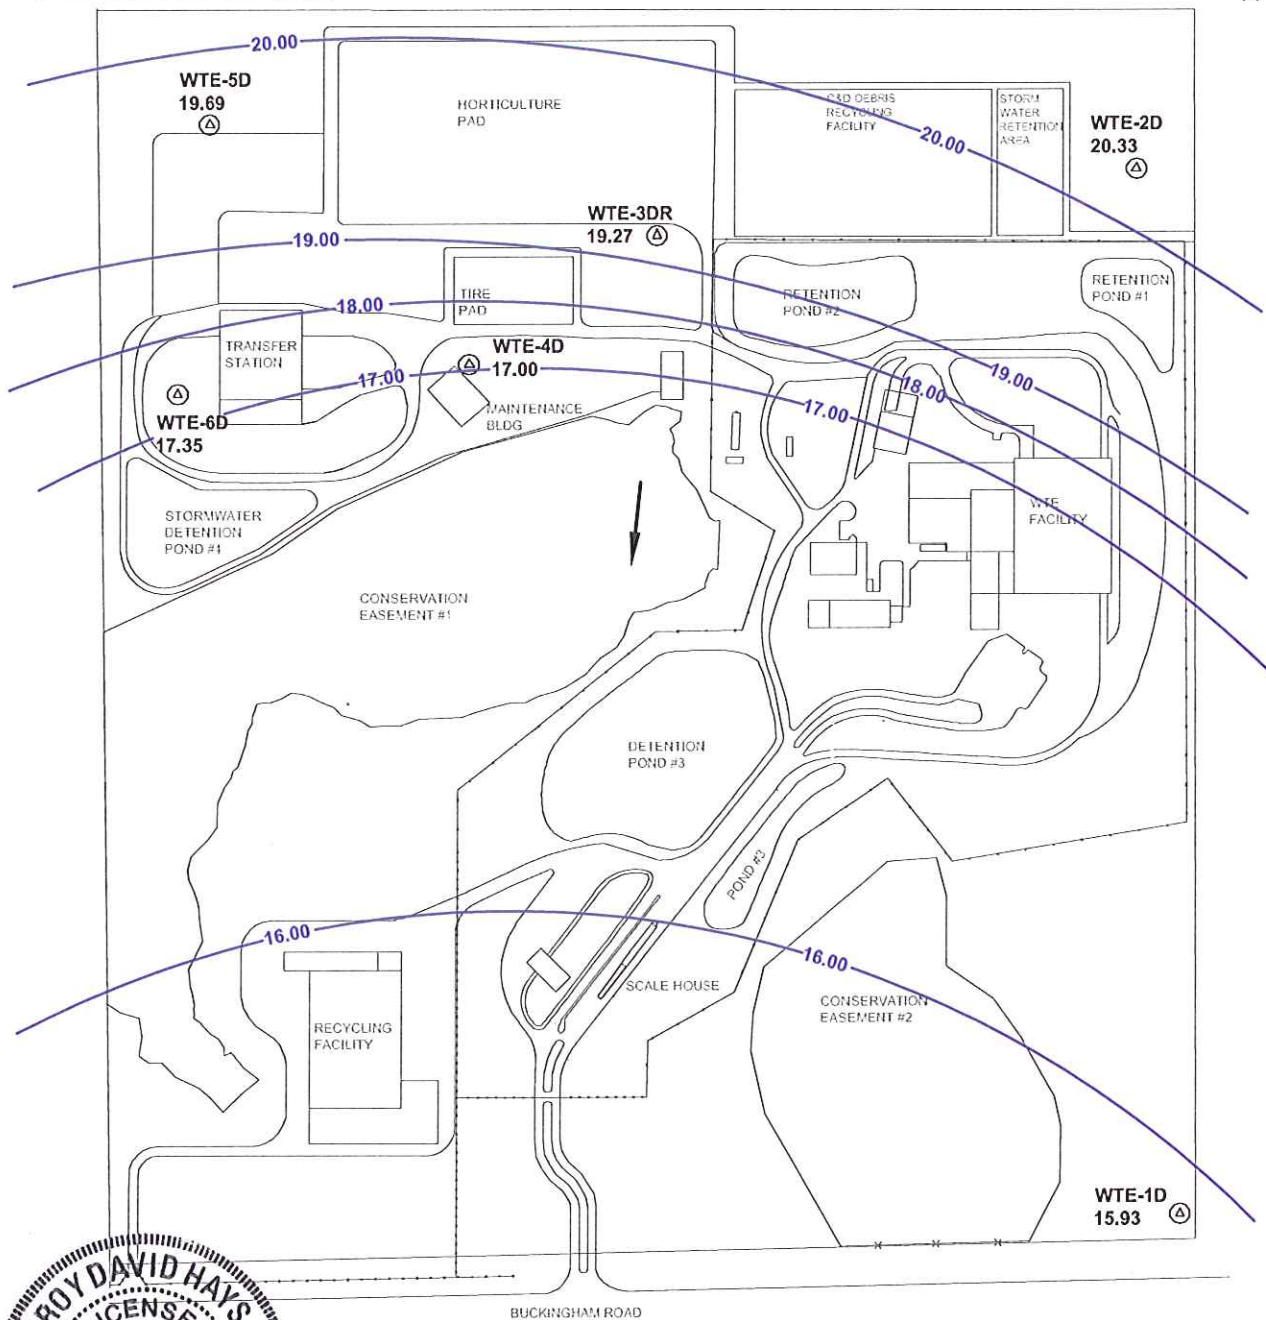 20.00
WTE-5D
19.69
HORTICULTURE
PAD
C&D DEBRIS
RECYCLING
FACILITY
STORM
WATER
RETENTION
AREA
WTE-2D
20.33
20.00
WTE-3DR
19.27
19.00
TIRE
PAD
RETENTION
POND #2
RETENTION
POND #1
18.00
TRANSFER
STATION
WTE-4D
17.00
17.00
MAINTENANCE
BLDG
17.00
18.00
19.00
WTE-6D
17.35
STORMWATER
DETENTION
POND #4
WTE
FACILITY
CONSERVATION
EASEMENT #1
DETENTION
POND #3
POND #3
16.00
16.00
SCALE HOUSE
CONSERVATION
EASEMENT #2
RECYCLING
FACILITY
WTE-1D
15.93
ROY DAVID HAYS
BUCKINGHAM ROAD